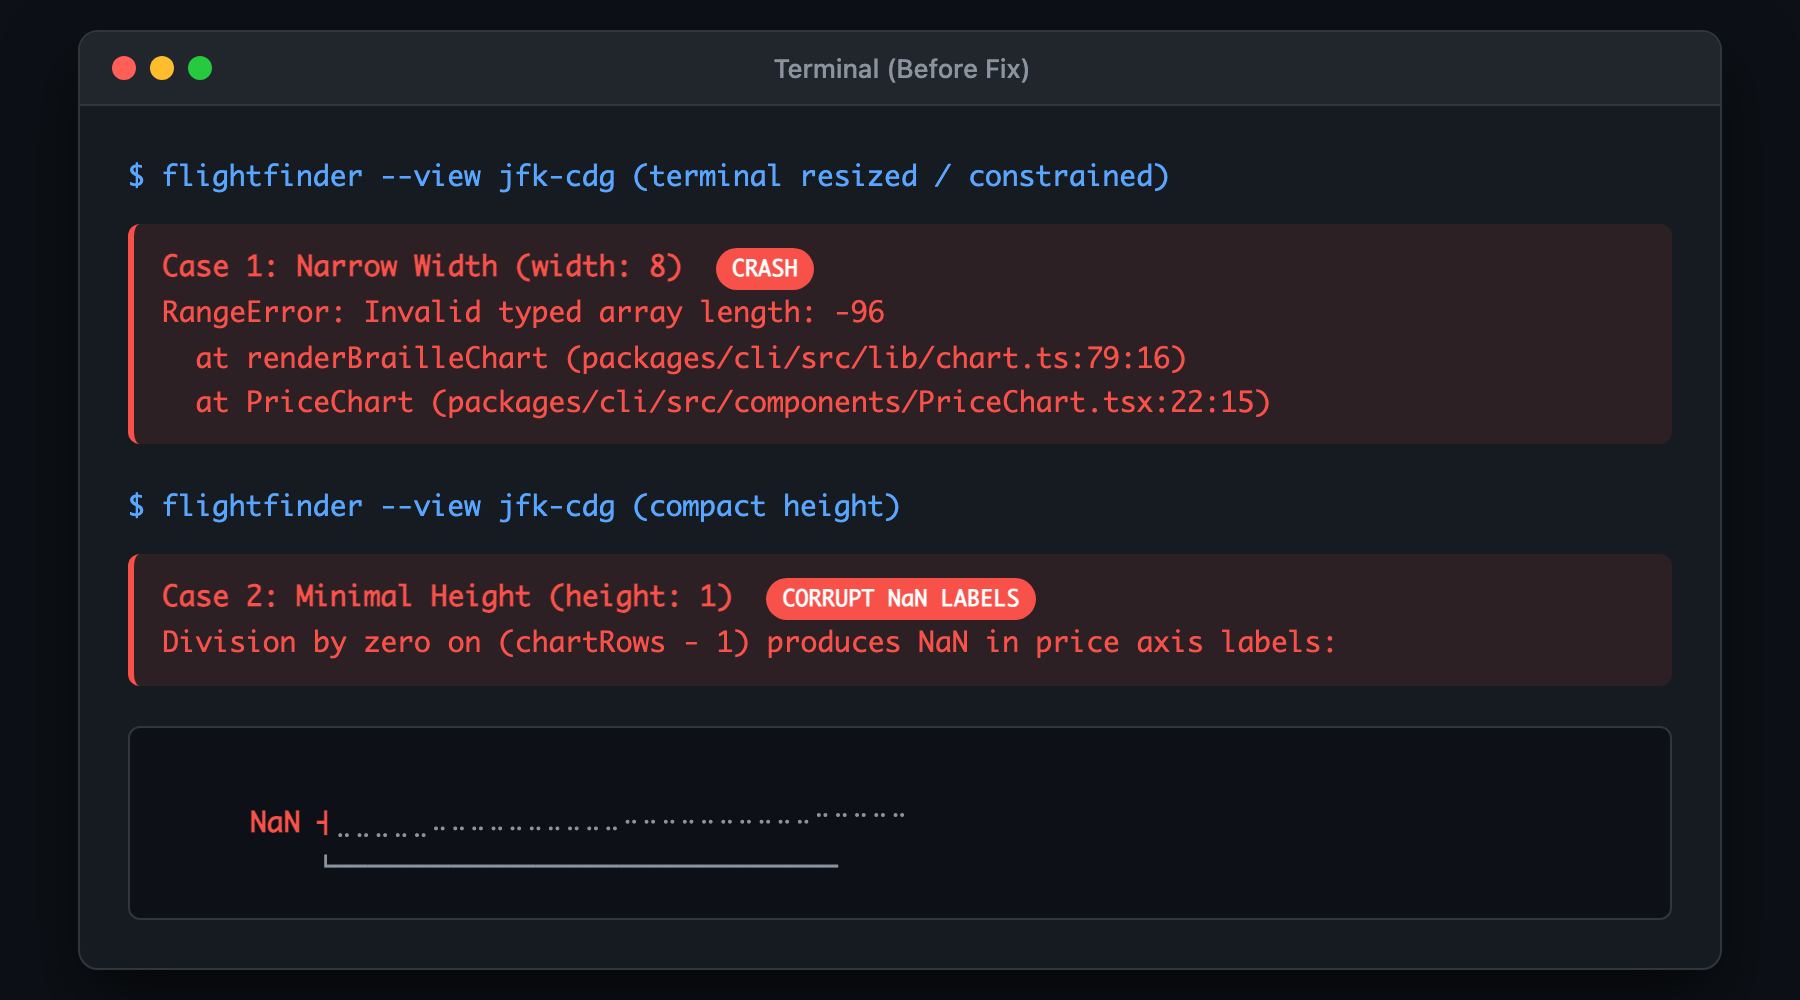 Terminal (Before Fix)
$ flightfinder --view jfk-cdg (terminal resized / constrained)
Case 1: Narrow Width (width: 8) CRASH
RangeError: Invalid typed array length: -96
at renderBrailleChart (packages/cli/src/lib/chart.ts:79:16)
at PriceChart (packages/cli/src/components/PriceChart.tsx:22:15)
$ flightfinder --view jfk-cdg (compact height)
Case 2: Minimal Height (height: 1) CORRUPT NaN LABELS
Division by zero on (chartRows - 1) produces NaN in price axis labels:
NaN ┤